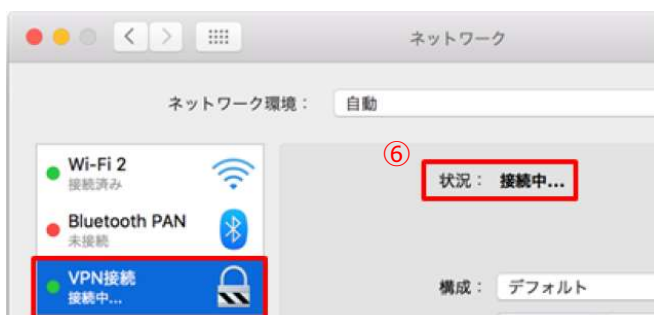 ネットワーク
ネットワーク環境： 自動
⑥
Wi-Fi 2
接続済み
状況： 接続中...
Bluetooth PAN
未接続
VPN接続
接続中...
構成： デフォルト